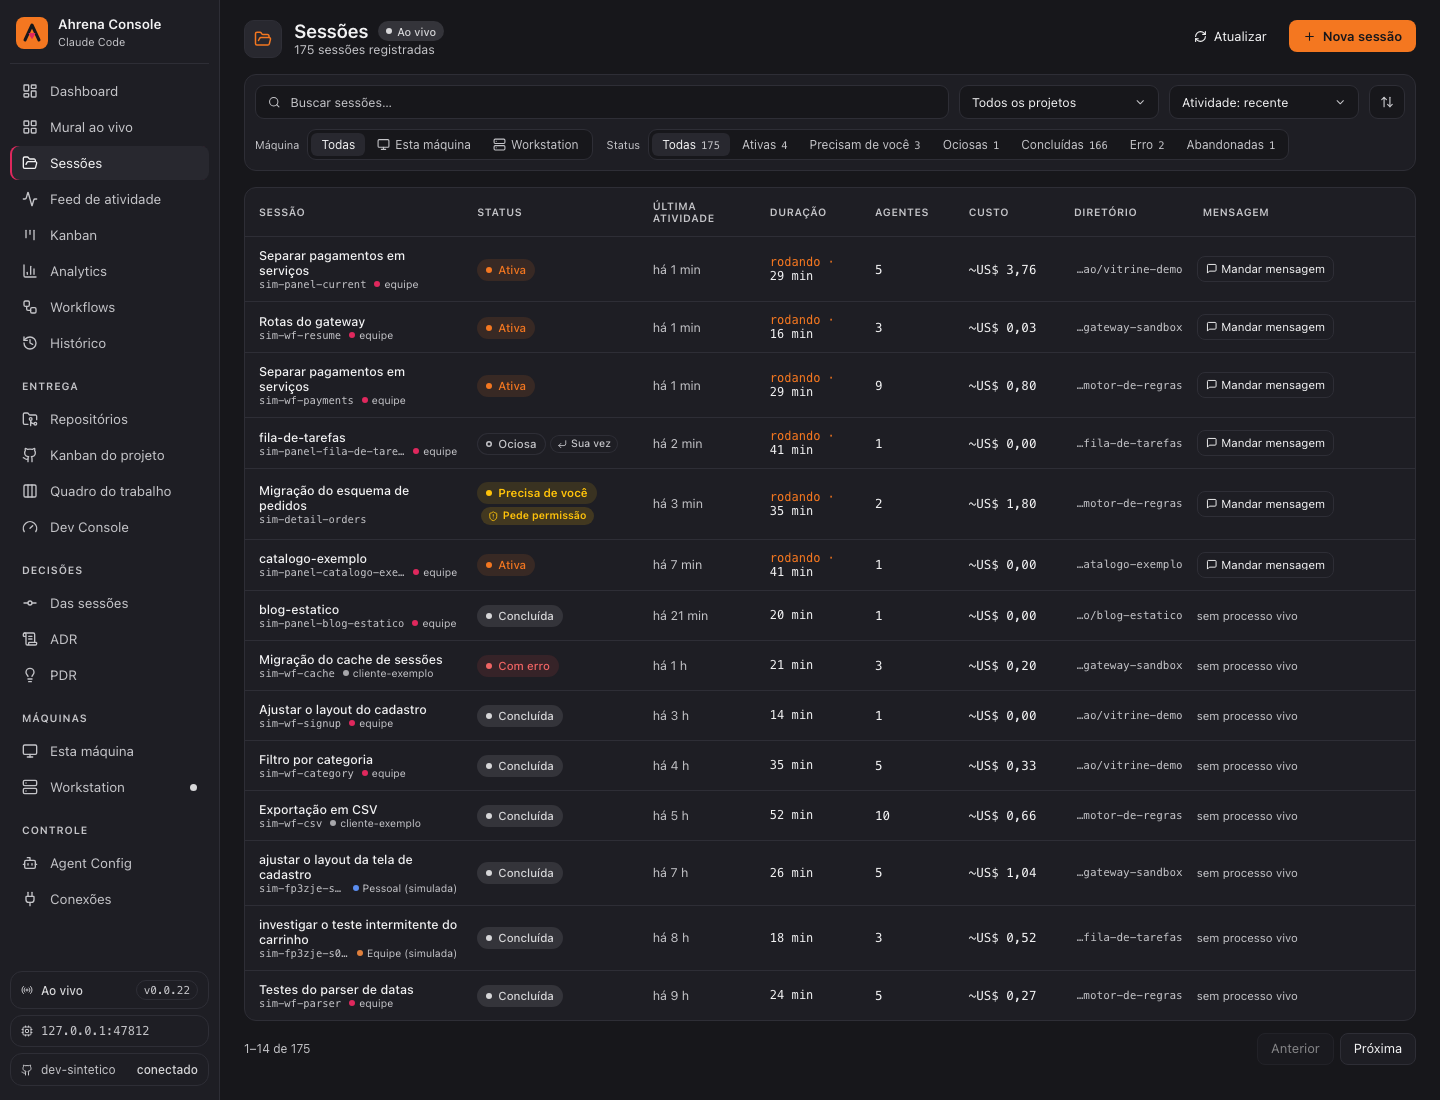 Ahrena Console
Claude Code
Dashboard
Mural ao vivo
Sessões
Feed de atividade
Kanban
Analytics
Workflows
Histórico
ENTREGA
Repositórios
Kanban do projeto
Quadro do trabalho
Dev Console
DECISÕES
Das sessões
ADR
PDR
MÁQUINAS
Esta máquina
Workstation
CONTROLE
Agent Config
Conexões
Ao vivo v0.0.22
127.0.0.1:47812
dev-sintetico conectado
Sessões Ao vivo
175 sessões registradas
Atualizar
+ Nova sessão
Buscar sessões...
Todos os projetos
Atividade: recente
Máquina Todas Esta máquina Workstation Status Todas 175 Ativas 4 Precisam de você 3 Ociosas 1 Concluídas 166 Erro 2 Abandonadas 1
SESSÃO STATUS ÚLTIMA ATIVIDADE DURAÇÃO AGENTES CUSTO DIRETÓRIO MENSAGEM
Separar pagamentos em serviços
sim-panel-current equipe
Ativa há 1 min rodando · 29 min 5 ~US$ 3,76 …ao/vitrine-demo Mandar mensagem
Rotas do gateway
sim-wf-resume equipe
Ativa há 1 min rodando · 16 min 3 ~US$ 0,03 …gateway-sandbox Mandar mensagem
Separar pagamentos em serviços
sim-wf-payments equipe
Ativa há 1 min rodando · 29 min 9 ~US$ 0,80 …motor-de-regras Mandar mensagem
fila-de-tarefas
sim-panel-fila-de-tare… equipe
Ociosa Sua vez há 2 min rodando · 41 min 1 ~US$ 0,00 …fila-de-tarefas Mandar mensagem
Migração do esquema de pedidos
sim-detail-orders
Precisa de você Pede permissão há 3 min rodando · 35 min 2 ~US$ 1,80 …motor-de-regras Mandar mensagem
catalogo-exemplo
sim-panel-catalogo-exe… equipe
Ativa há 7 min rodando · 41 min 1 ~US$ 0,00 …atalogo-exemplo Mandar mensagem
blog-estatico
sim-panel-blog-estatico equipe
Concluída há 21 min 20 min 1 ~US$ 0,00 …o/blog-estatico sem processo vivo
Migração do cache de sessões
sim-wf-cache cliente-exemplo
Com erro há 1 h 21 min 3 ~US$ 0,20 …gateway-sandbox sem processo vivo
Ajustar o layout do cadastro
sim-wf-signup equipe
Concluída há 3 h 14 min 1 ~US$ 0,00 …ao/vitrine-demo sem processo vivo
Filtro por categoria
sim-wf-category equipe
Concluída há 4 h 35 min 5 ~US$ 0,33 …ao/vitrine-demo sem processo vivo
Exportação em CSV
sim-wf-csv cliente-exemplo
Concluída há 5 h 52 min 10 ~US$ 0,66 …motor-de-regras sem processo vivo
ajustar o layout da tela de cadastro
sim-fp3zje-s… Pessoal (simulada)
Concluída há 7 h 26 min 5 ~US$ 1,04 …gateway-sandbox sem processo vivo
investigar o teste intermitente do carrinho
sim-fp3zje-s0… Equipe (simulada)
Concluída há 8 h 18 min 3 ~US$ 0,52 …fila-de-tarefas sem processo vivo
Testes do parser de datas
sim-wf-parser equipe
Concluída há 9 h 24 min 5 ~US$ 0,27 …motor-de-regras sem processo vivo
1–14 de 175
Anterior Próxima